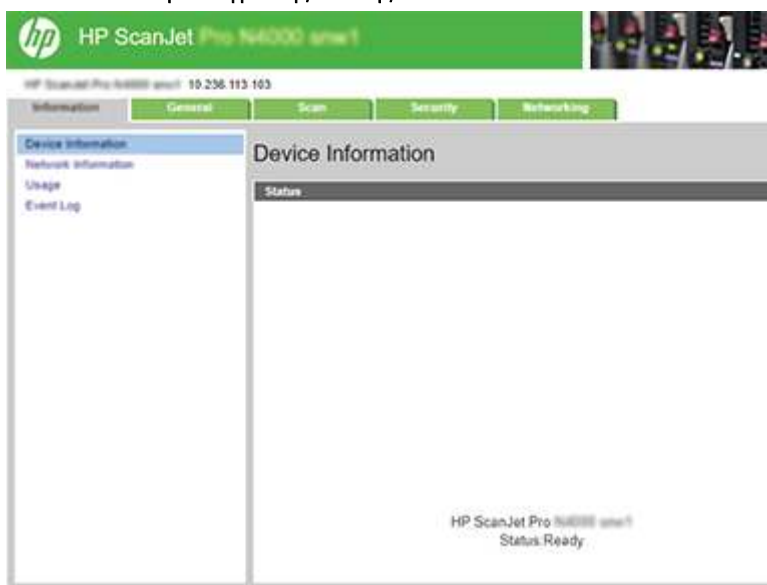 hp HP ScanJet Pro N4000 snw1
HP ScanJet Pro N4000 snw1 10.236.113.103
Information General Scan Security Networking
Device Information
Network Information
Usage
Event Log
Device Information
Status
HP ScanJet Pro N4000 snw1
Status:Ready